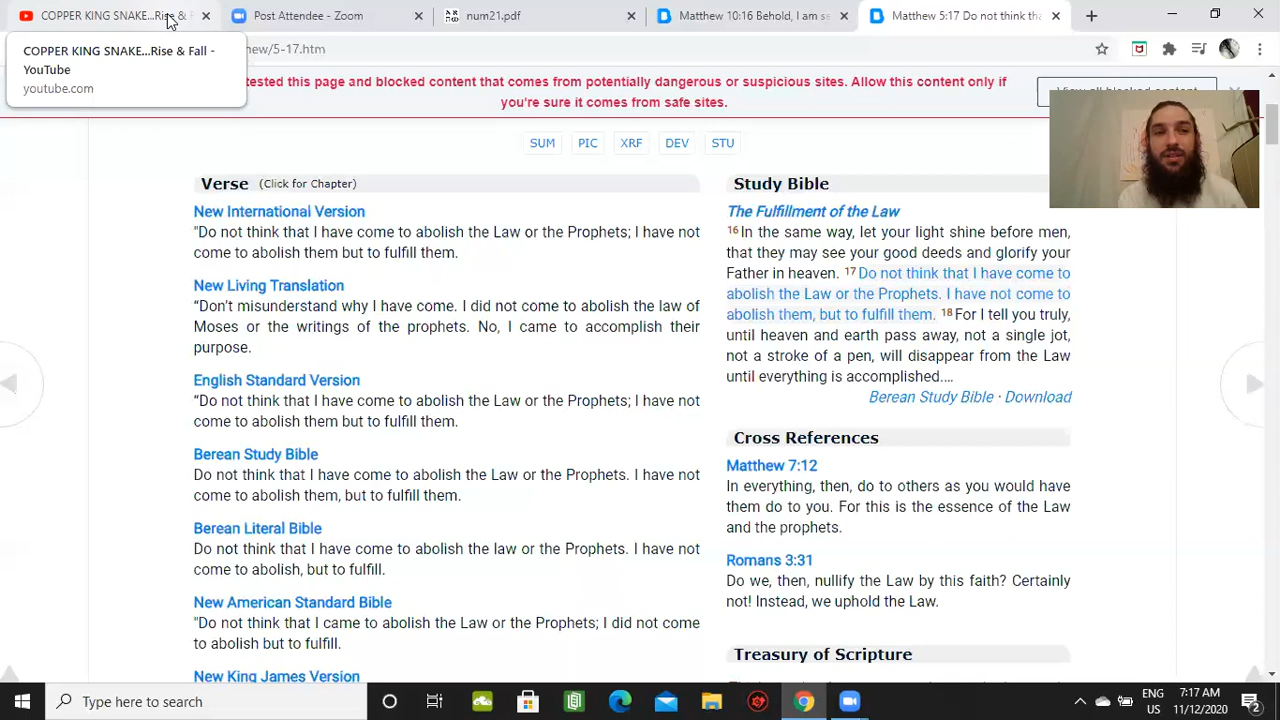 COPPER KING SNAKE...Rise &
Post Attendee - Zoom
num21.pdf
Matthew 10:16 Behold, I am se
Matthew 5:17 Do not think tha
COPPER KING SNAKE...Rise & Fall -
YouTube
youtube.com
new/5-17.htm
tested this page and blocked content that comes from potentially dangerous or suspicious sites. Allow this content only if
you're sure it comes from safe sites.
SUM
PIC
XRF
DEV
STU
Verse (Click for Chapter)
New International Version
"Do not think that I have come to abolish the Law or the Prophets; I have not
come to abolish them but to fulfill them.
New Living Translation
“Don’t misunderstand why I have come. I did not come to abolish the law of
Moses or the writings of the prophets. No, I came to accomplish their
purpose.
English Standard Version
“Do not think that I have come to abolish the Law or the Prophets; I have not
come to abolish them but to fulfill them.
Berean Study Bible
Do not think that I have come to abolish the Law or the Prophets. I have not
come to abolish them, but to fulfill them.
Berean Literal Bible
Do not think that I have come to abolish the law or the Prophets. I have not
come to abolish, but to fulfill.
New American Standard Bible
"Do not think that I came to abolish the Law or the Prophets; I did not come
to abolish but to fulfill.
New King James Version
Study Bible
The Fulfillment of the Law
16 In the same way, let your light shine before men,
that they may see your good deeds and glorify your
Father in heaven. 17 Do not think that I have come to
abolish the Law or the Prophets. I have not come to
abolish them, but to fulfill them. 18 For I tell you truly,
until heaven and earth pass away, not a single jot,
not a stroke of a pen, will disappear from the Law
until everything is accomplished....
Berean Study Bible · Download
Cross References
Matthew 7:12
In everything, then, do to others as you would have
them do to you. For this is the essence of the Law
and the prophets.
Romans 3:31
Do we, then, nullify the Law by this faith? Certainly
not! Instead, we uphold the Law.
Treasury of Scripture
Type here to search
ENG
US
7:17 AM
11/12/2020
2